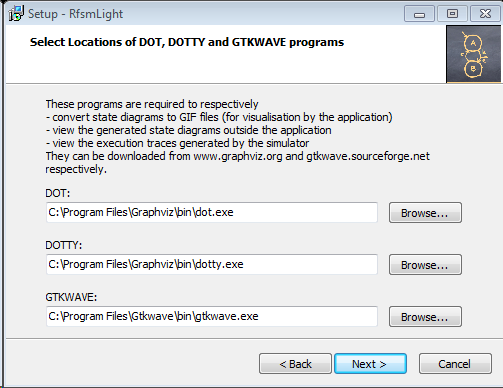 Setup - RfsmLight
Select Locations of DOT, DOTTY and GTKWAVE programs
A
B
These programs are required to respectively
- convert state diagrams to GIF files (for visualisation by the application)
- view the generated state diagrams outside the application
- view the execution traces generated by the simulator
They can be downloaded from www.graphviz.org and gtkwave.sourceforge.net
respectively.
DOT:
C:\Program Files\Graphviz\bin\dot.exe
Browse...
DOTTY:
C:\Program Files\Graphviz\bin\dotty.exe
Browse...
GTKWAVE:
C:\Program Files\Gtkwave\bin\gtkwave.exe
Browse...
< Back
Next >
Cancel